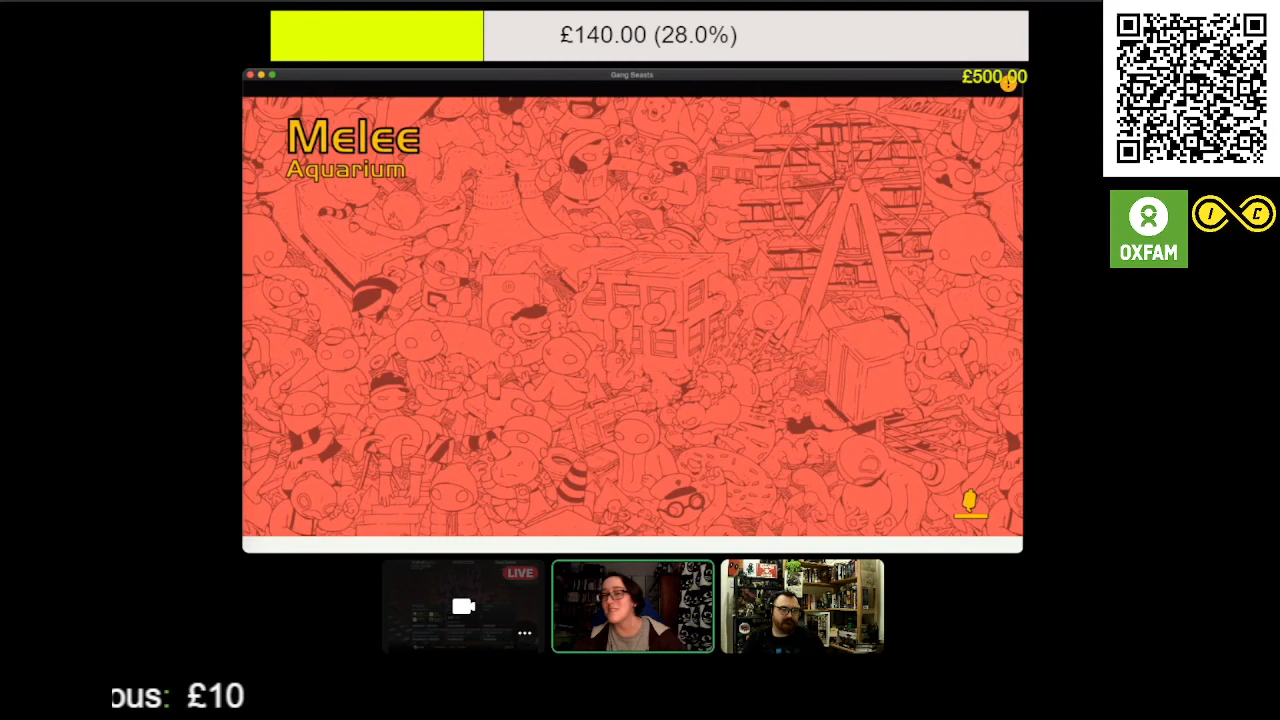 £140.00 (28.0%)
Gang Beasts
£500.00
Melee
Aquarium
I C
OXFAM
LIVE
ous: £10